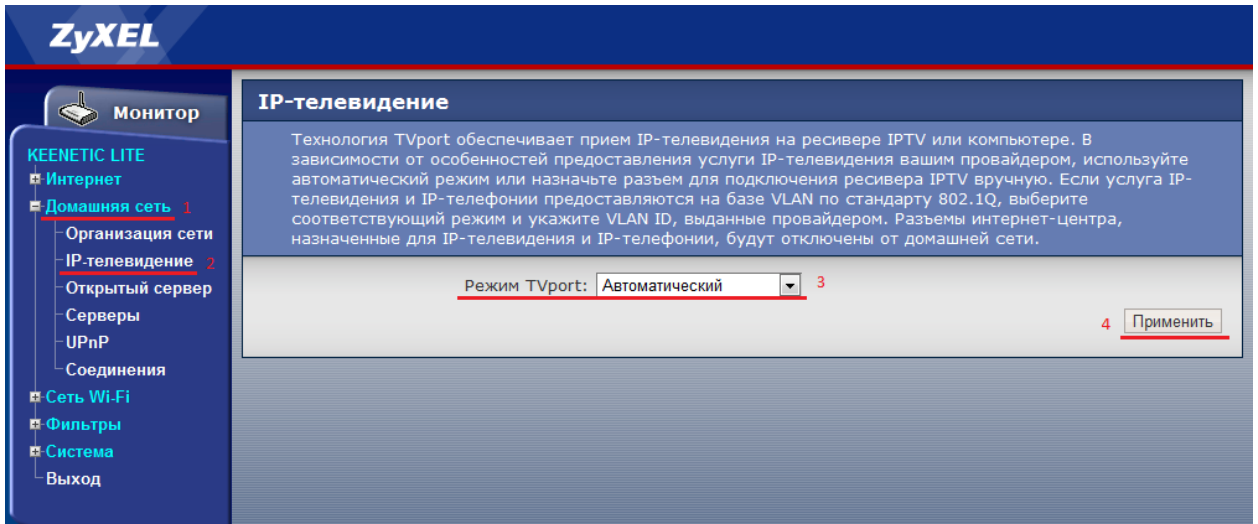 ZyXEL
Монитор
KEENETIC LITE
Интернет
Домашняя сеть 1
Организация сети
IP-телевидение 2
Открытый сервер
Серверы
UPnP
Соединения
Сеть Wi-Fi
Фильтры
Система
Выход
IP-телевидение
Технология TVport обеспечивает прием IP-телевидения на ресивере IPTV или компьютере. В
зависимости от особенностей предоставления услуги IP-телевидения вашим провайдером, используйте
автоматический режим или назначьте разъем для подключения ресивера IPTV вручную. Если услуга IP-
телевидения и IP-телефонии предоставляются на базе VLAN по стандарту 802.1Q, выберите
соответствующий режим и укажите VLAN ID, выданные провайдером. Разъемы интернет-центра,
назначенные для IP-телевидения и IP-телефонии, будут отключены от домашней сети.
Режим TVport: Автоматический 3
4 Применить